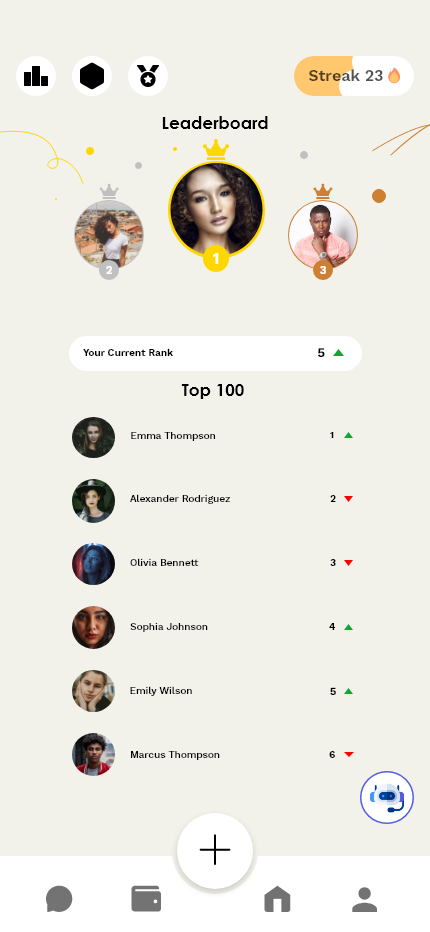 Streak 23
Leaderboard
1
2
3
Your Current Rank 5
Top 100
Emma Thompson 1
Alexander Rodriguez 2
Olivia Bennett 3
Sophia Johnson 4
Emily Wilson 5
Marcus Thompson 6